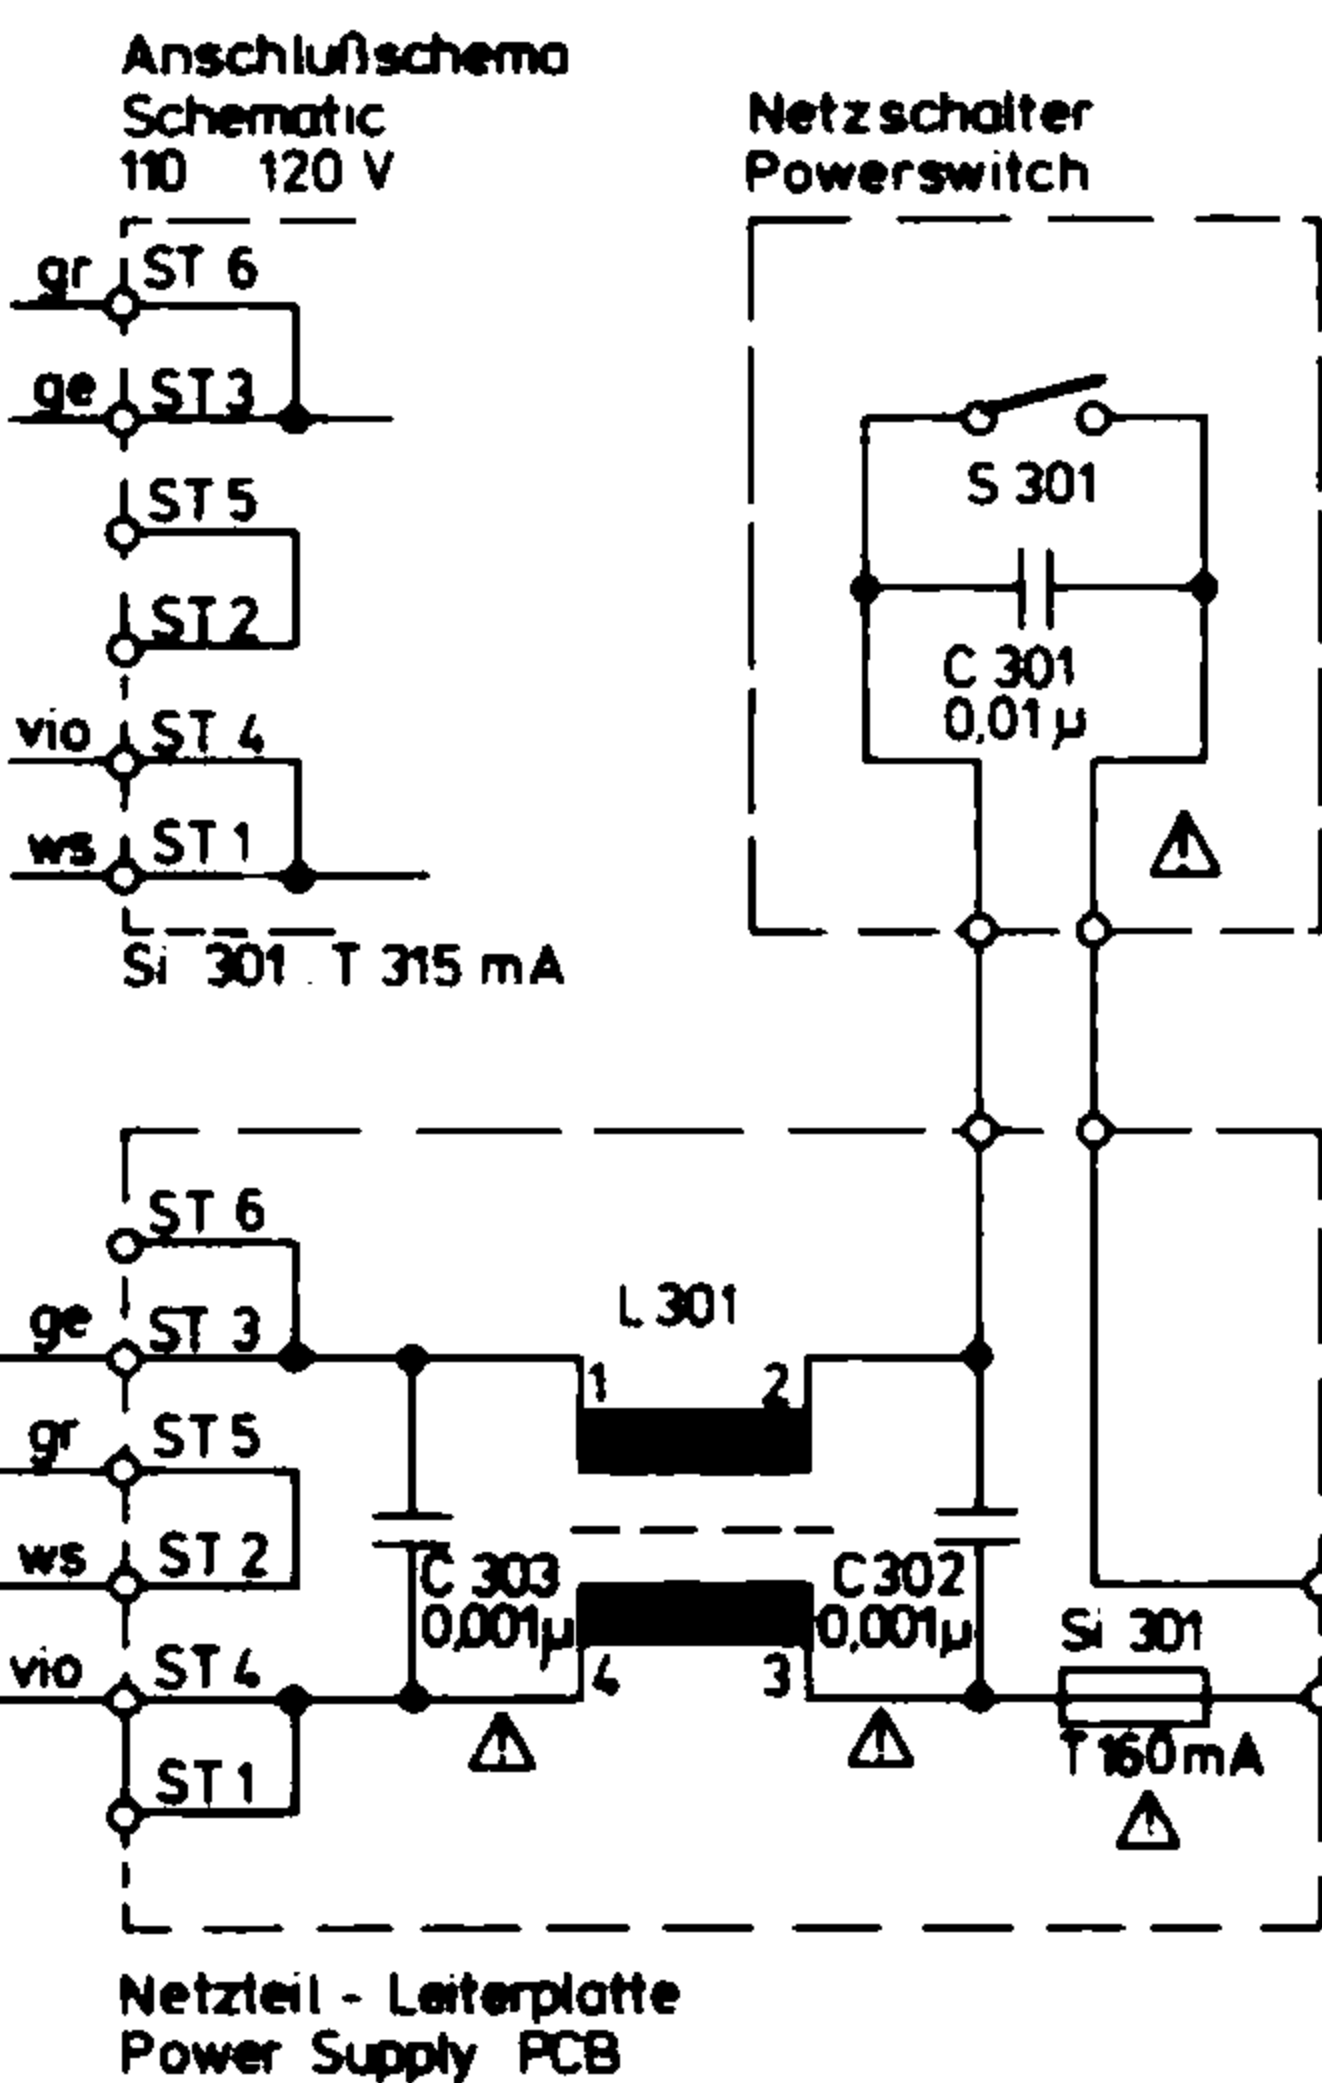 Anschlußschema
Schematic
110 120 V
gr ST 6
ge ST 3
ST 5
ST 2
vio ST 4
ws ST 1
Si 301 T 315 mA
Netzschalter
Powerswitch
S 301
C 301
0,01 µ
ST 6
ge ST 3
gr ST 5
ws ST 2
vio ST 4
ST 1
L 301
1 2
C 303
0,001 µ
4 3
C 302
0,001 µ
Si 301
T 160 mA
Netzteil - Leiterplatte
Power Supply PCB